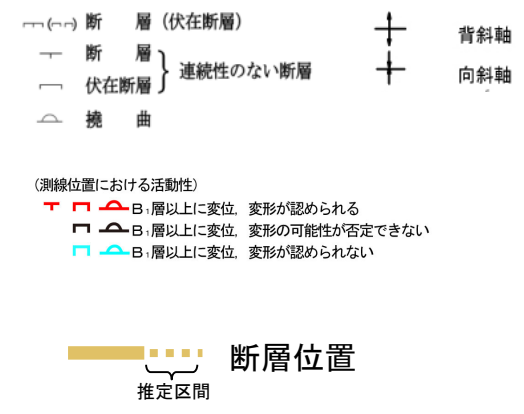 断　層（伏在断層）
断　層
伏在断層
連続性のない断層
撓　曲
背斜軸
向斜軸
（測線位置における活動性）
B₁層以上に変位，変形が認められる
B₁層以上に変位，変形の可能性が否定できない
B₁層以上に変位，変形が認められない
断層位置
推定区間